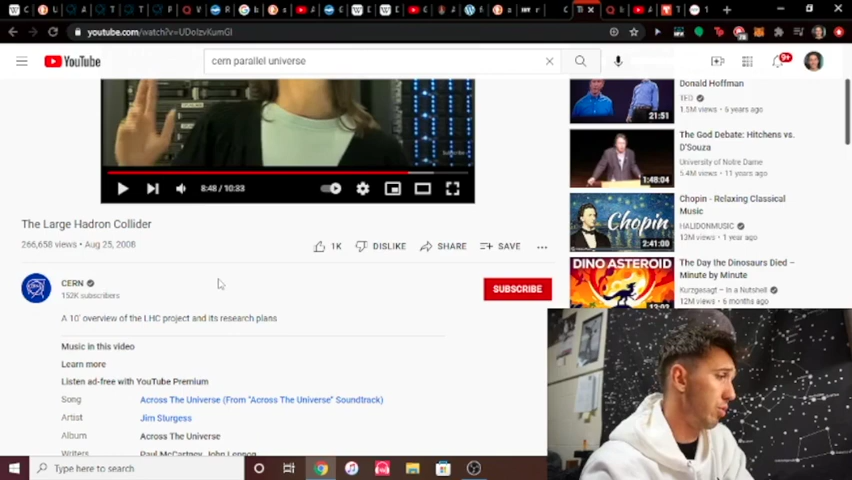 youtube.com/watch?v=UDolzvKumGI
YouTube
cern parallel universe
9+
8:48 / 10:33
The Large Hadron Collider
266,658 views • Aug 25, 2008
1K
DISLIKE
SHARE
SAVE
CERN
152K subscribers
SUBSCRIBE
A 10' overview of the LHC project and its research plans
Music in this video
Learn more
Listen ad-free with YouTube Premium
Song
Across The Universe (From "Across The Universe" Soundtrack)
Artist
Jim Sturgess
Album
Across The Universe
Writers
Paul McCartney, John Lennon
Donald Hoffman
TED
1.5M views • 6 years ago
21:51
The God Debate: Hitchens vs.
D'Souza
University of Notre Dame
5.4M views • 11 years ago
1:48:04
Chopin - Relaxing Classical
Music
HALIDONMUSIC
Chopin
2:41:00
DINO ASTEROID
The Day the Dinosaurs Died –
Minute by Minute
Kurzgesagt – In a Nutshell
12M views • 6 months ago
Type here to search